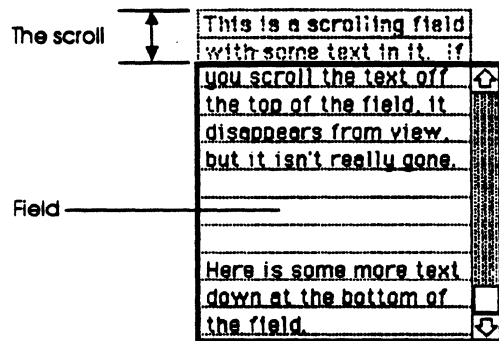 The scroll
This is a scrolling field
with some text in it. If
you scroll the text off
the top of the field, it
disappears from view,
but it isn't really gone.
Field
Here is some more text
down at the bottom of
the field.